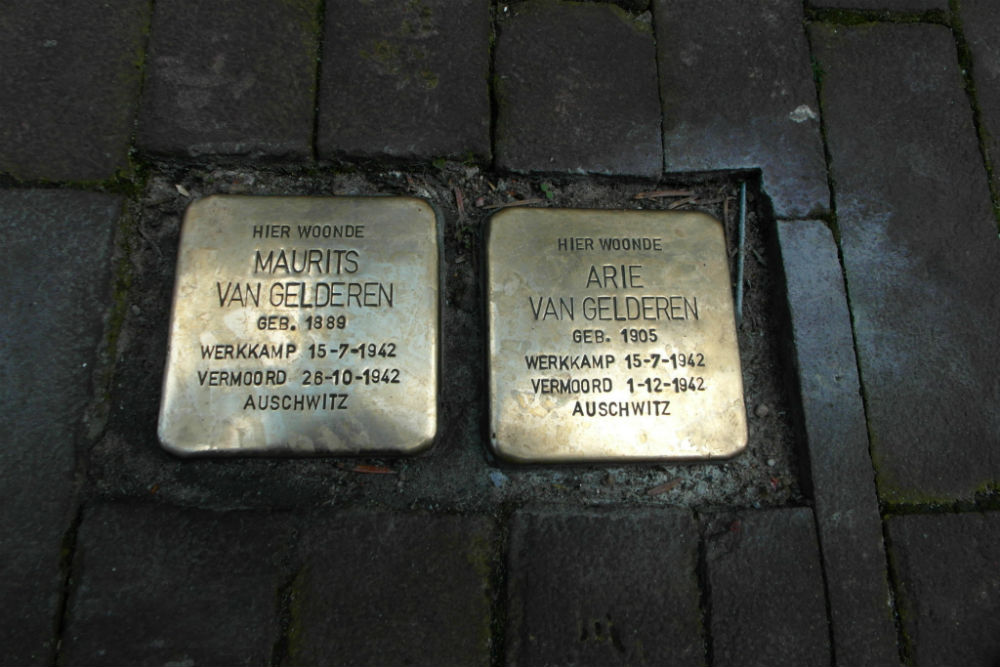 HIER WOONDE
MAURITS
VAN GELDEREN
GEB. 1889
WERKKAMP 15-7-1942
VERMOORD 26-10-1942
AUSCHWITZ
HIER WOONDE
ARIE
VAN GELDEREN
GEB. 1905
WERKKAMP 15-7-1942
VERMOORD 1-12-1942
AUSCHWITZ